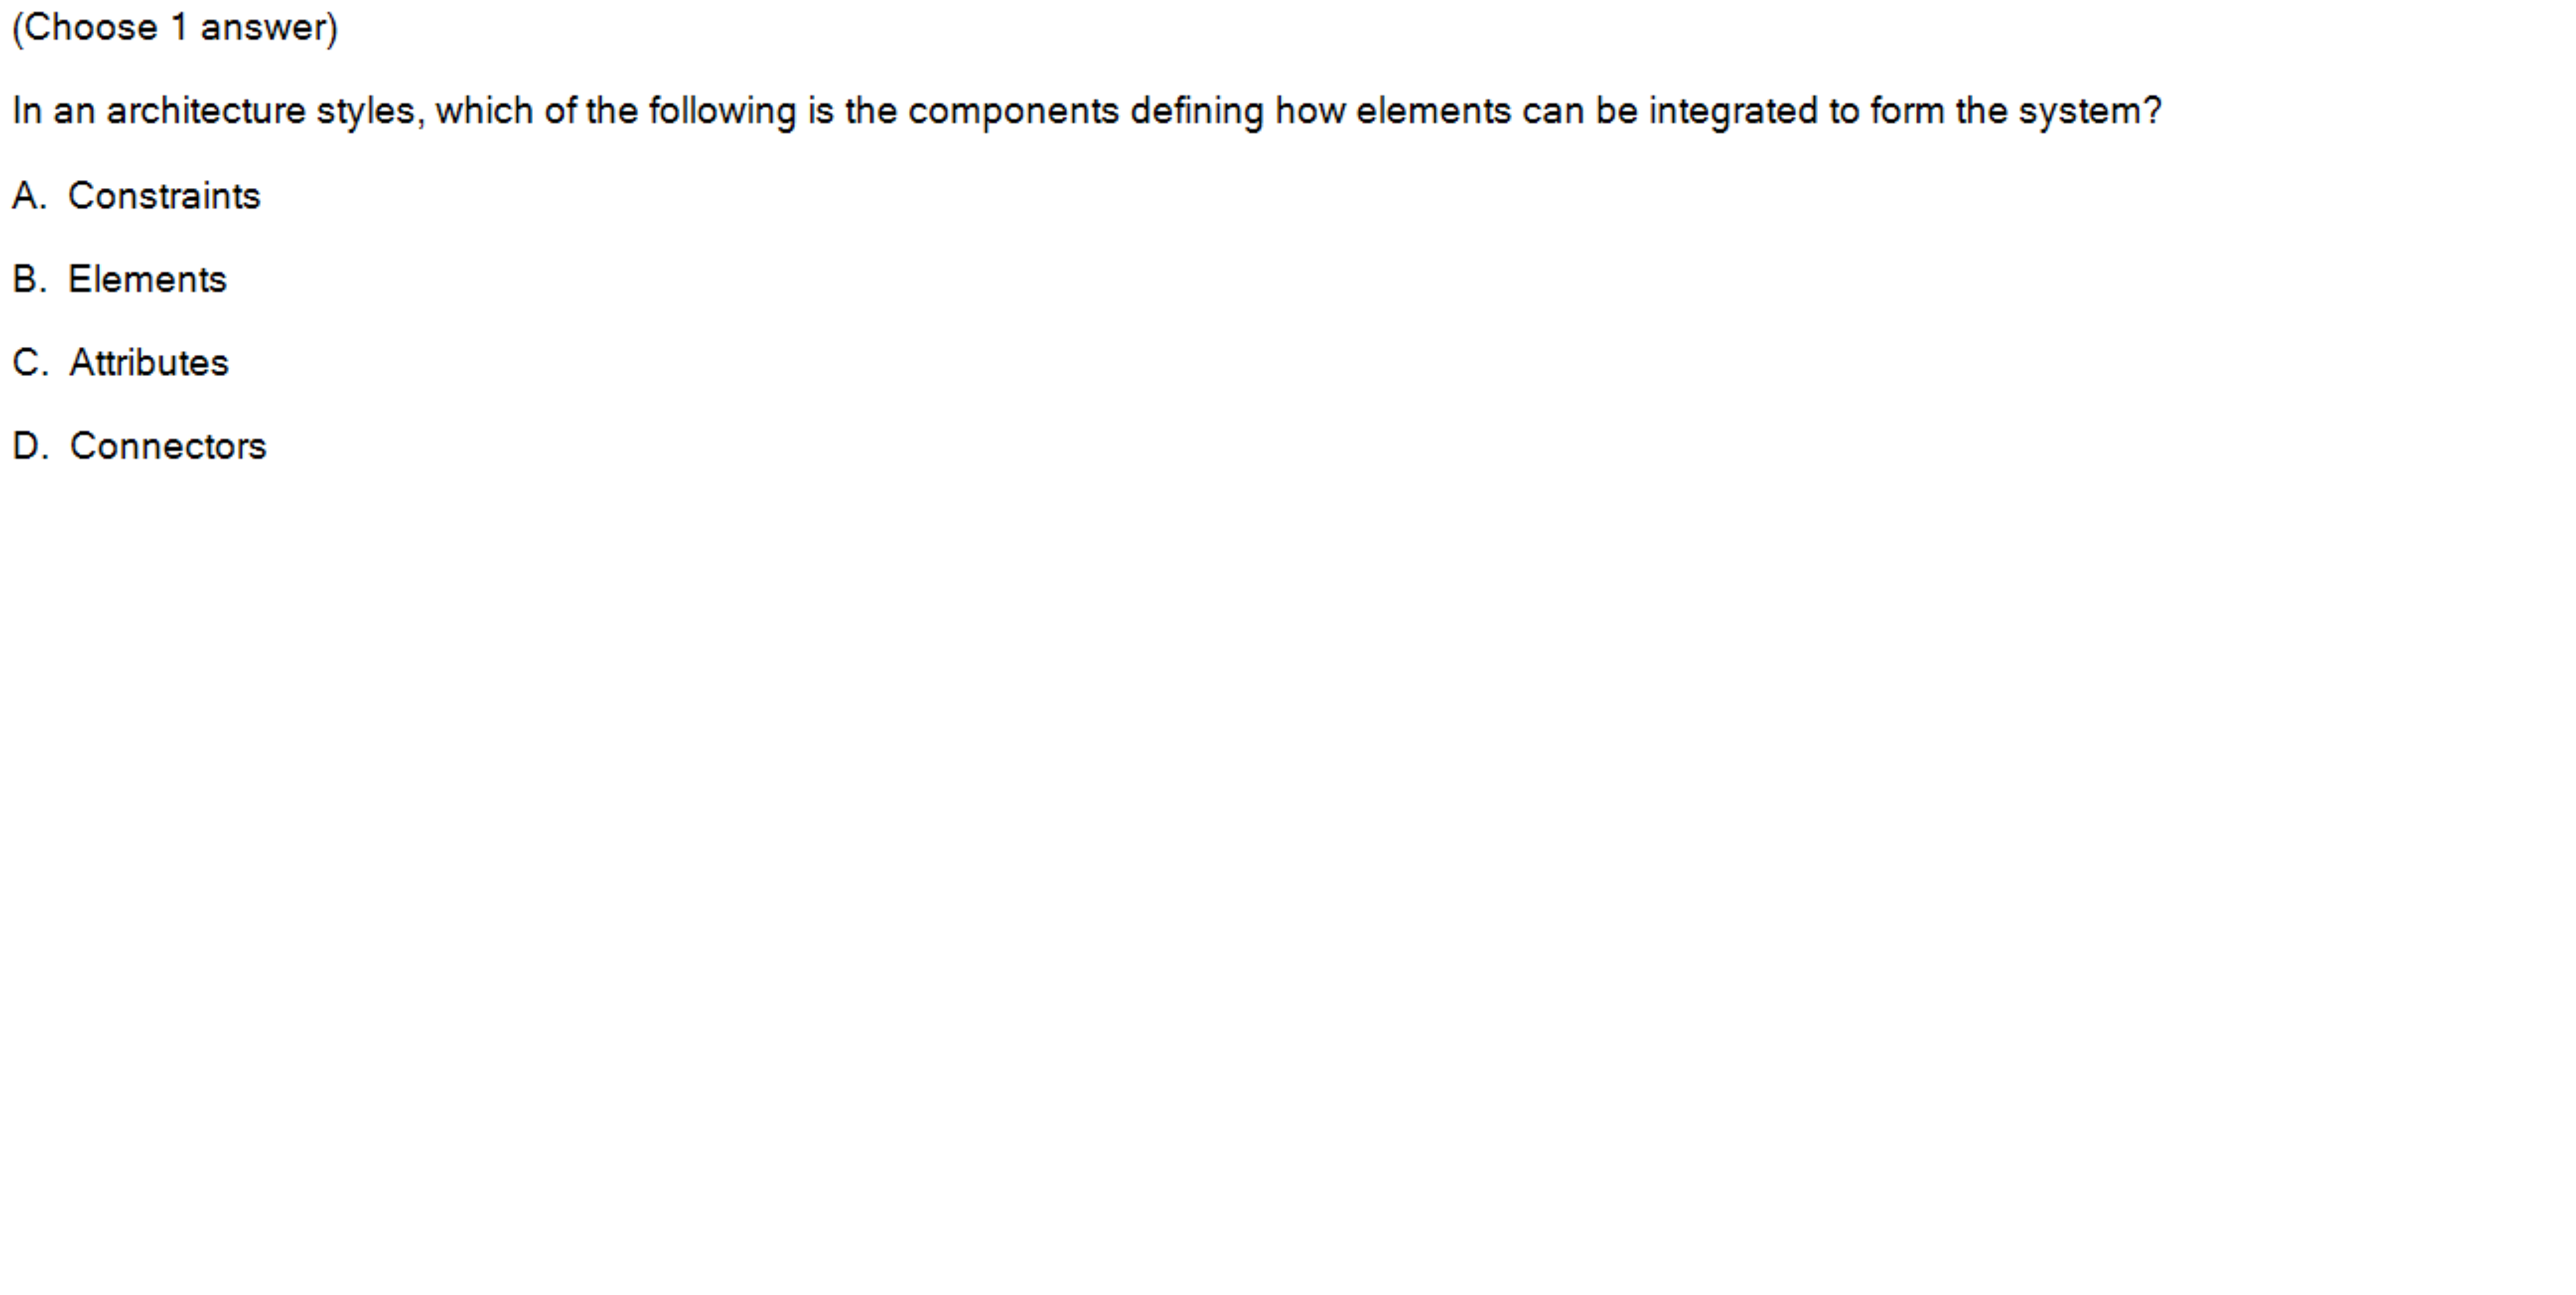 (Choose 1 answer)
In an architecture styles, which of the following is the components defining how elements can be integrated to form the system?
A. Constraints
B. Elements
C. Attributes
D. Connectors